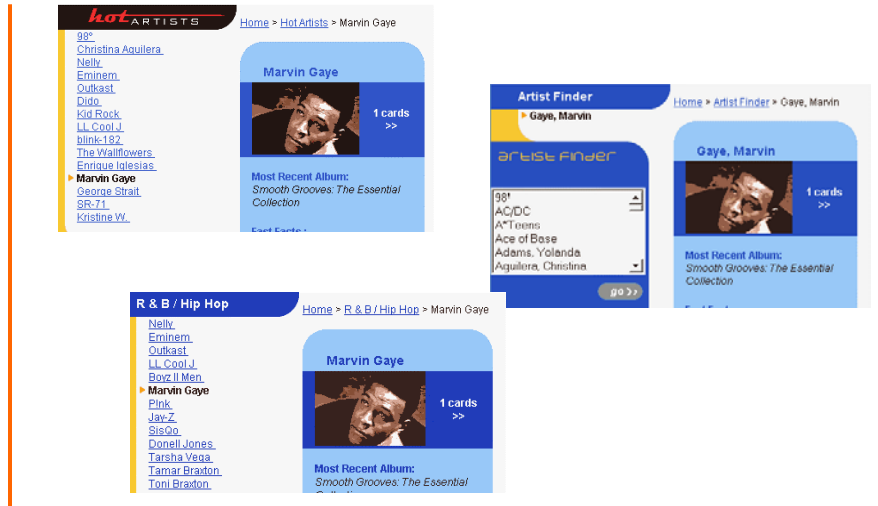 hot ARTISTS
98°
Christina Aguilera
Nelly
Eminem
Outkast
Dido
Kid Rock
LL Cool J
blink-182
The Wallflowers
Enrique Iglesias
Marvin Gaye
George Strait
SR-71
Kristine W.
Home > Hot Artists > Marvin Gaye
Marvin Gaye
1 cards
>>
Most Recent Album:
Smooth Grooves: The Essential
Collection
Fast Facts :
Artist Finder
Gaye, Marvin
artist finder
98°
AC/DC
A*Teens
Ace of Base
Adams, Yolanda
Aguilera, Christina
go>>
Home > Artist Finder > Gaye, Marvin
Gaye, Marvin
1 cards
>>
Most Recent Album:
Smooth Grooves: The Essential
Collection
R & B / Hip Hop
Nelly
Eminem
Outkast
LL Cool J
Boyz II Men
Marvin Gaye
P!nk
Jay-Z
SisQo
Donell Jones
Tarsha Vega
Tamar Braxton
Toni Braxton
Home > R & B / Hip Hop > Marvin Gaye
Marvin Gaye
1 cards
>>
Most Recent Album:
Smooth Grooves: The Essential
Collection